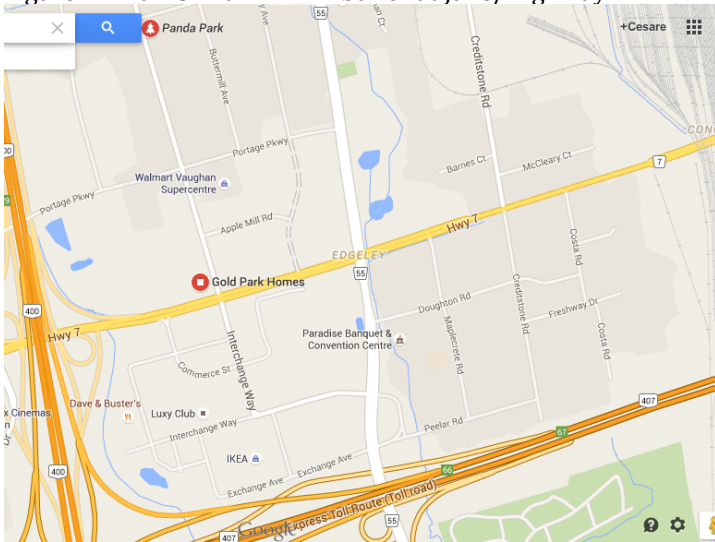 55
Panda Park
+Cesare
Buttermill Ave
Creditstone Rd
Portage Pkwy
Barnes Ct
McCleary Ct
7
Walmart Vaughan
Supercentre
Portage Pkwy
Apple Mill Rd
Hwy 7
EDGELEY
55
Costa Rd
Gold Park Homes
400
Doughton Rd
Creditstone Rd
Freshway Dr
Hwy 7
Paradise Banquet &
Convention Centre
Maplecrete Rd
Costa Rd
Interchange Way
Commerce St
Dave & Buster's
407
x Cinemas
Luxy Club
Interchange Way
Peelar Rd
67
IKEA
400
Exchange Ave
66
Exchange Ave
Express Toll Route (Toll road)
Google
55
407